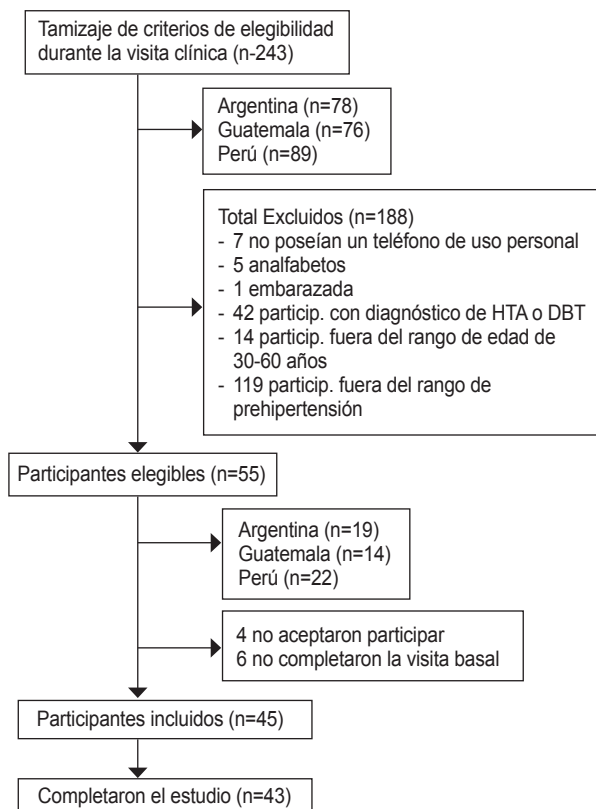 Tamizaje de criterios de elegibilidad
durante la visita clínica (n-243)
Argentina (n=78)
Guatemala (n=76)
Perú (n=89)
Total Excluidos (n=188)
- 7 no poseían un teléfono de uso personal
- 5 analfabetos
- 1 embarazada
- 42 particip. con diagnóstico de HTA o DBT
- 14 particip. fuera del rango de edad de
30-60 años
- 119 particip. fuera del rango de
prehipertensión
Participantes elegibles (n=55)
Argentina (n=19)
Guatemala (n=14)
Perú (n=22)
4 no aceptaron participar
6 no completaron la visita basal
Participantes incluidos (n=45)
Completaron el estudio (n=43)